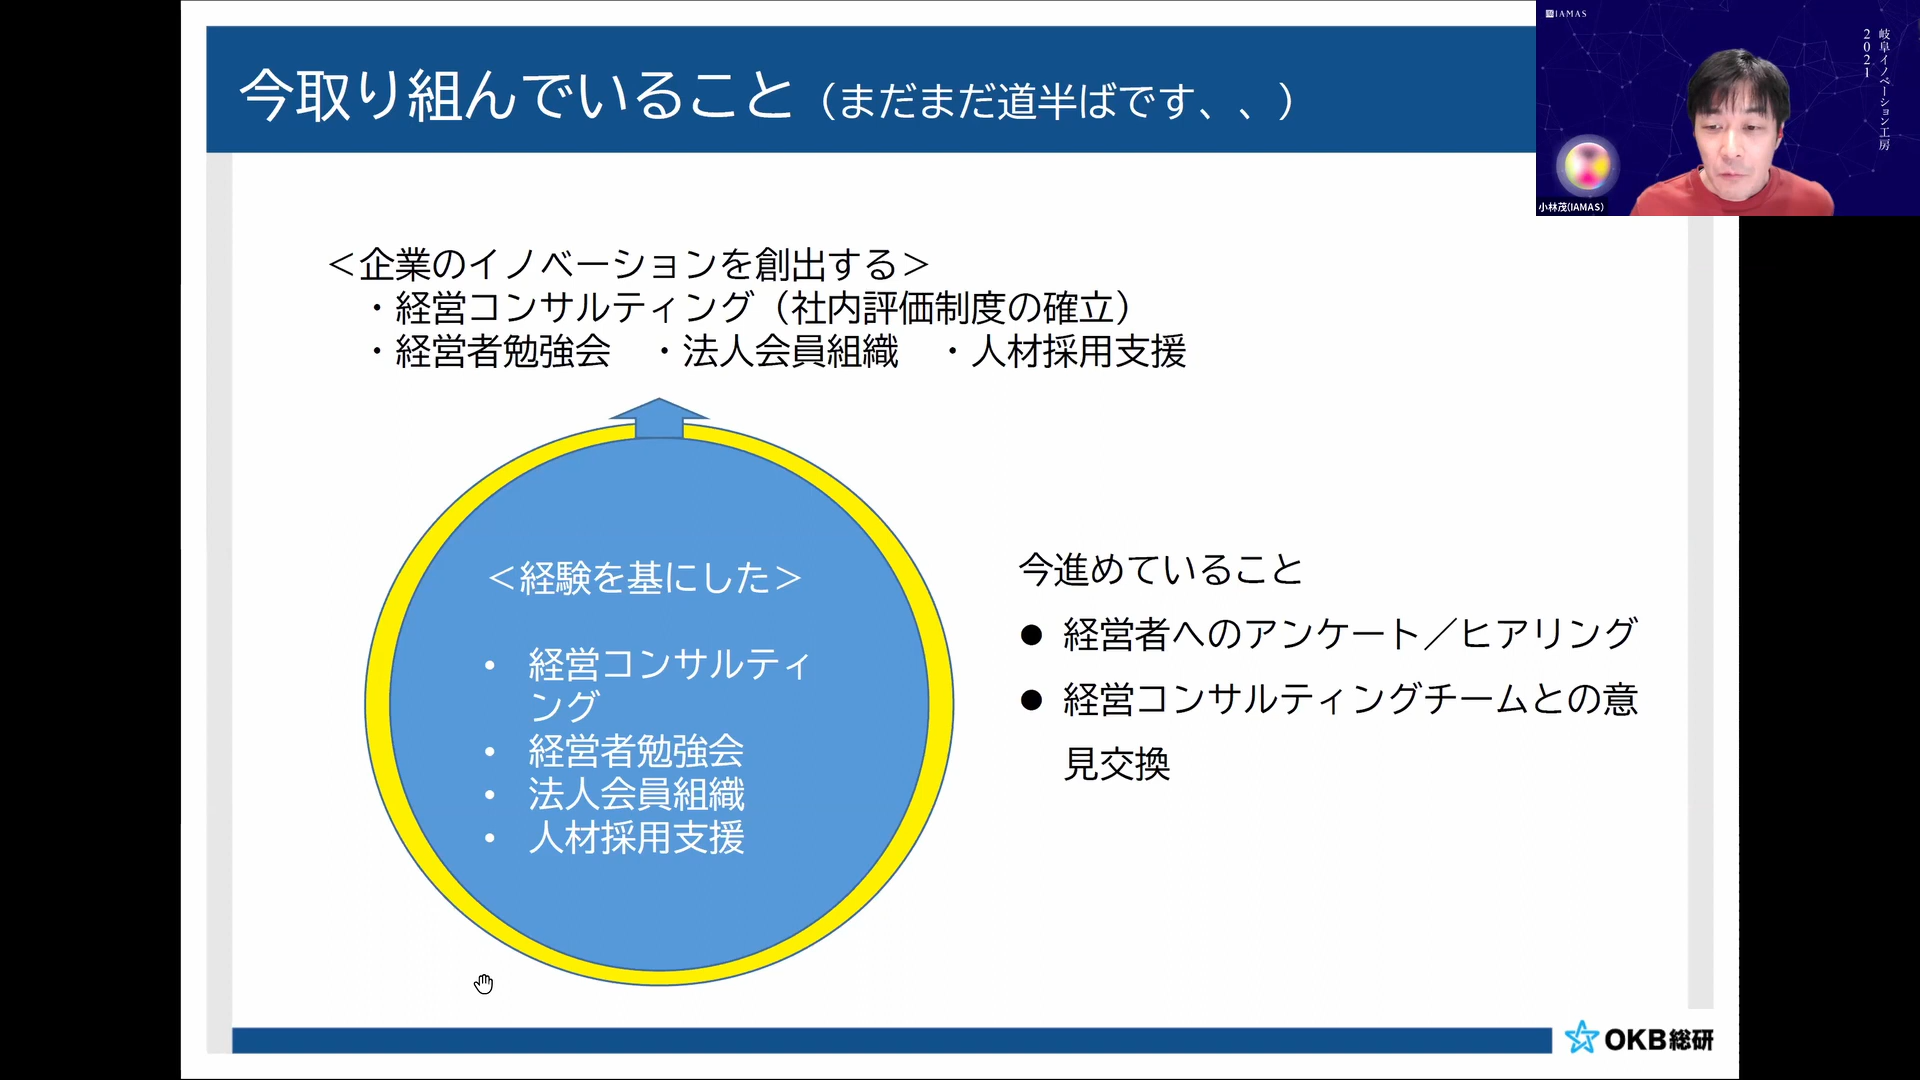 今取り組んでいること（まだまだ道半ばです、、）
IAMAS
岐阜イノベーション工房
2021
小林茂(IAMAS)
＜企業のイノベーションを創出する＞
・経営コンサルティング（社内評価制度の確立）
・経営者勉強会　・法人会員組織　・人材採用支援
＜経験を基にした＞
• 経営コンサルティ
ング
• 経営者勉強会
• 法人会員組織
• 人材採用支援
今進めていること
● 経営者へのアンケート／ヒアリング
● 経営コンサルティングチームとの意
見交換
OKB総研